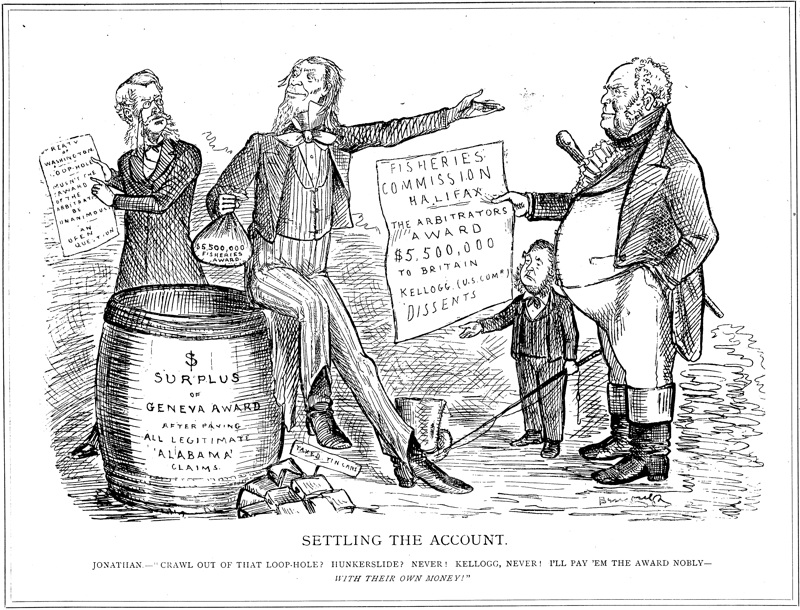 TREATY
OF
WASHINGTON
LOOP-HOLE
MUST THE
AWARD
OF THE
ARBITRATORS
BE
UNANIMOUS
AN
OPEN
QUESTION
$5,500,000
FISHERIES
AWARD
FISHERIES
COMMISSION
HALIFAX
THE ARBITRATORS
AWARD
$5,500,000
TO BRITAIN
KELLOGG. (U.S. COMR)
DISSENTS
$
SURPLUS
OF
GENEVA AWARD
AFTER PAYING
ALL LEGITIMATE
'ALABAMA'
CLAIMS.
TAXED TIN CANS
Bengough
SETTLING THE ACCOUNT.
JONATHAN.—"CRAWL OUT OF THAT LOOP-HOLE? HUNKERSLIDE? NEVER! KELLOGG, NEVER! I'LL PAY 'EM THE AWARD NOBLY—
WITH THEIR OWN MONEY!"